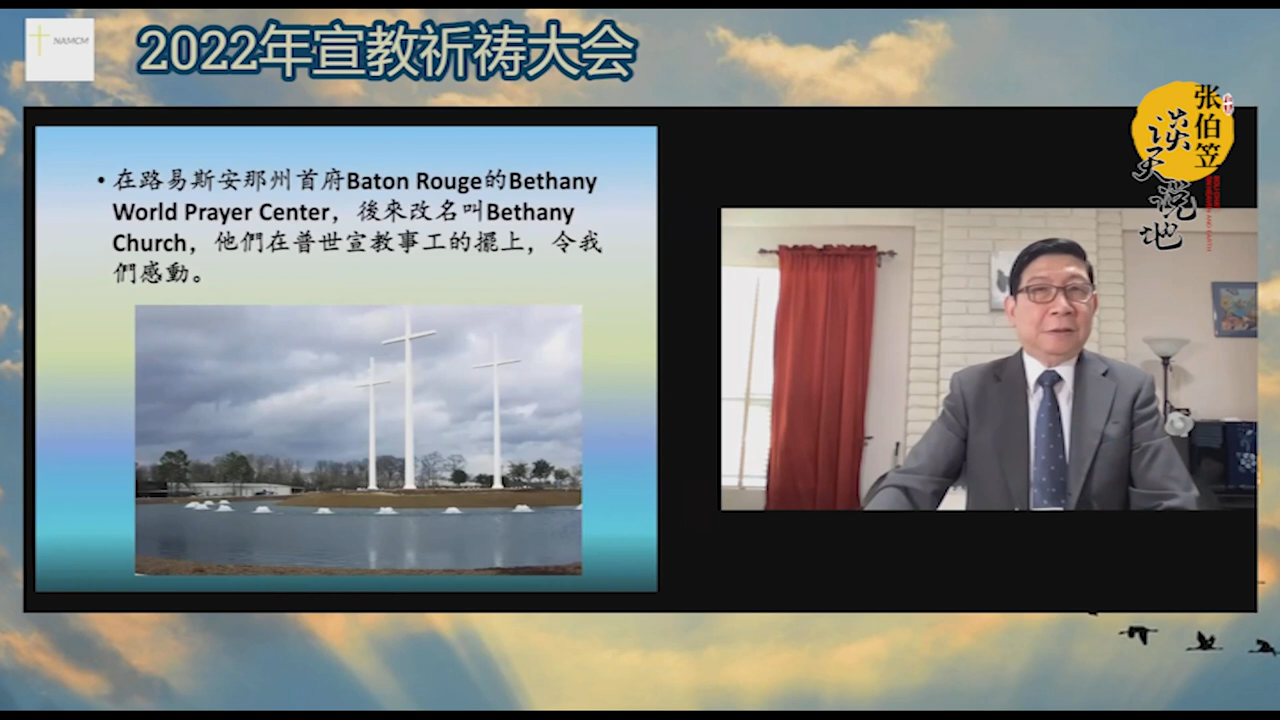 NAMCM
2022年宣教祈祷大会
张伯笠
谈天说地
• 在路易斯安那州首府Baton Rouge的Bethany
World Prayer Center，後來改名叫Bethany
Church，他們在普世宣教事工的擺上，令我
們感動。